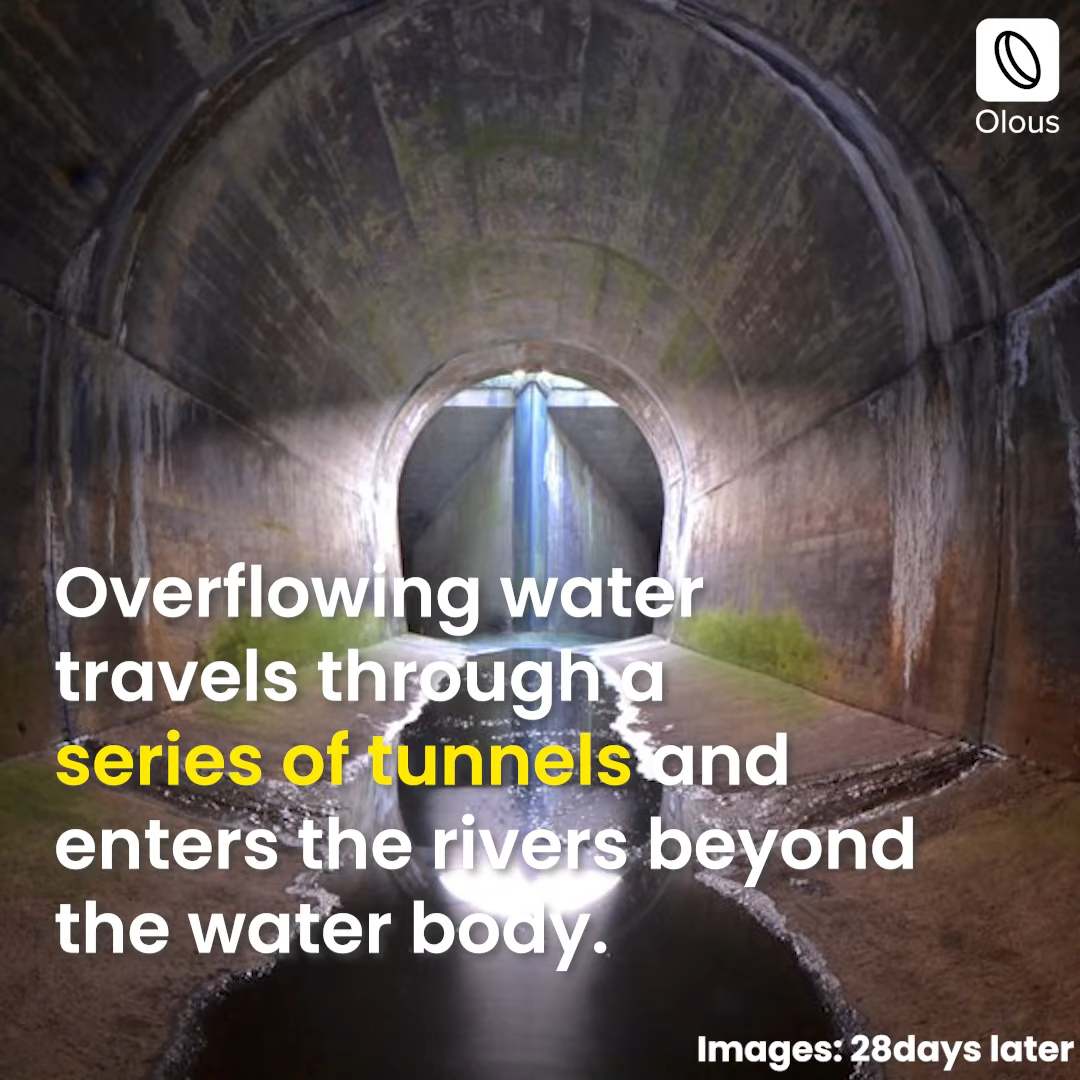 Olous
Overflowing water
travels through a
series of tunnels and
enters the rivers beyond
the water body.
Images: 28days later